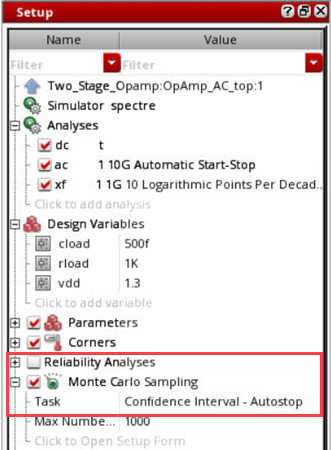 Setup
Name Value
Filter Filter
Two_Stage_Opamp:OpAmp_AC_top:1
Simulator spectre
Analyses
dc t
ac 1 10G Automatic Start-Stop
xf 1 1G 10 Logarithmic Points Per Decad...
Click to add analysis
Design Variables
cload 500f
rload 1K
vdd 1.3
Click to add variable
Parameters
Corners
Reliability Analyses
Monte Carlo Sampling
Task Confidence Interval - Autostop
Max Numbe... 1000
Click to Open Setup Form